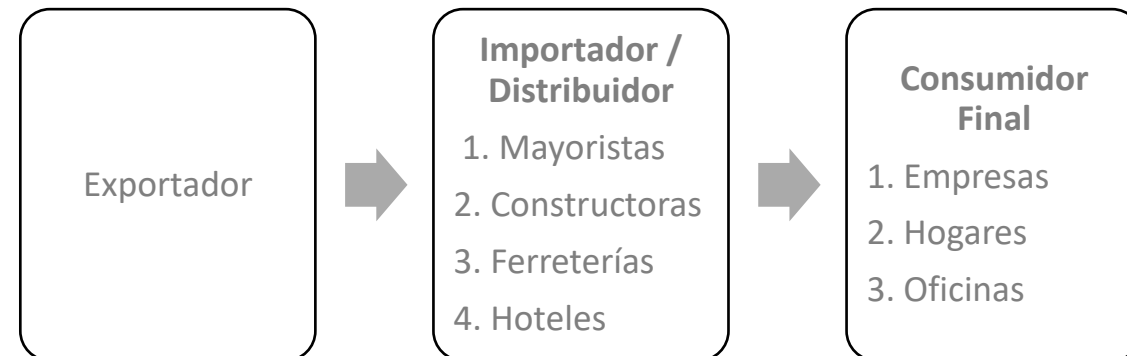 Exportador
Importador /
Distribuidor
1. Mayoristas
2. Constructoras
3. Ferreterías
4. Hoteles
Consumidor
Final
1. Empresas
2. Hogares
3. Oficinas